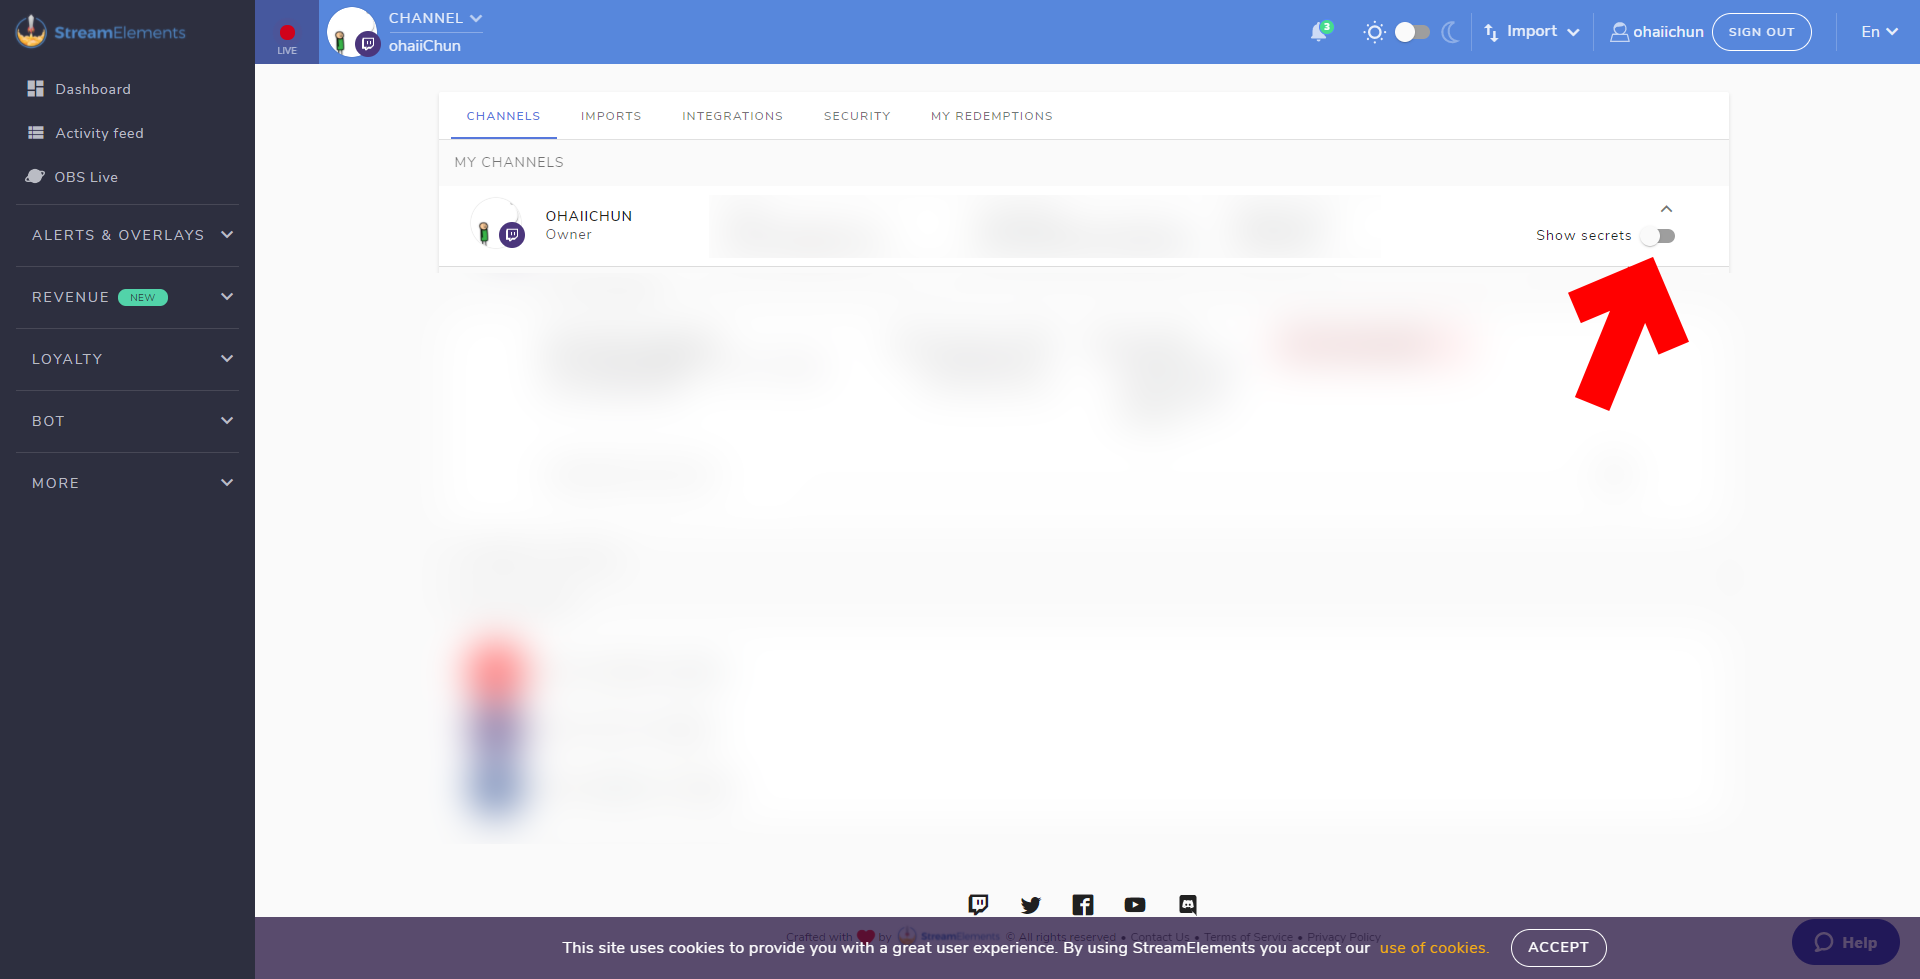 StreamElements
Dashboard
Activity feed
OBS Live
ALERTS & OVERLAYS
REVENUE NEW
LOYALTY
BOT
MORE
LIVE
CHANNEL
ohaiiChun
3
Import
ohaiichun
SIGN OUT
En
CHANNELS IMPORTS INTEGRATIONS SECURITY MY REDEMPTIONS
MY CHANNELS
OHAIICHUN
Owner
Show secrets
Crafted with by StreamElements © All rights reserved • Contact Us • Terms of Service • Privacy Policy
This site uses cookies to provide you with a great user experience. By using StreamElements you accept our use of cookies.
ACCEPT
Help